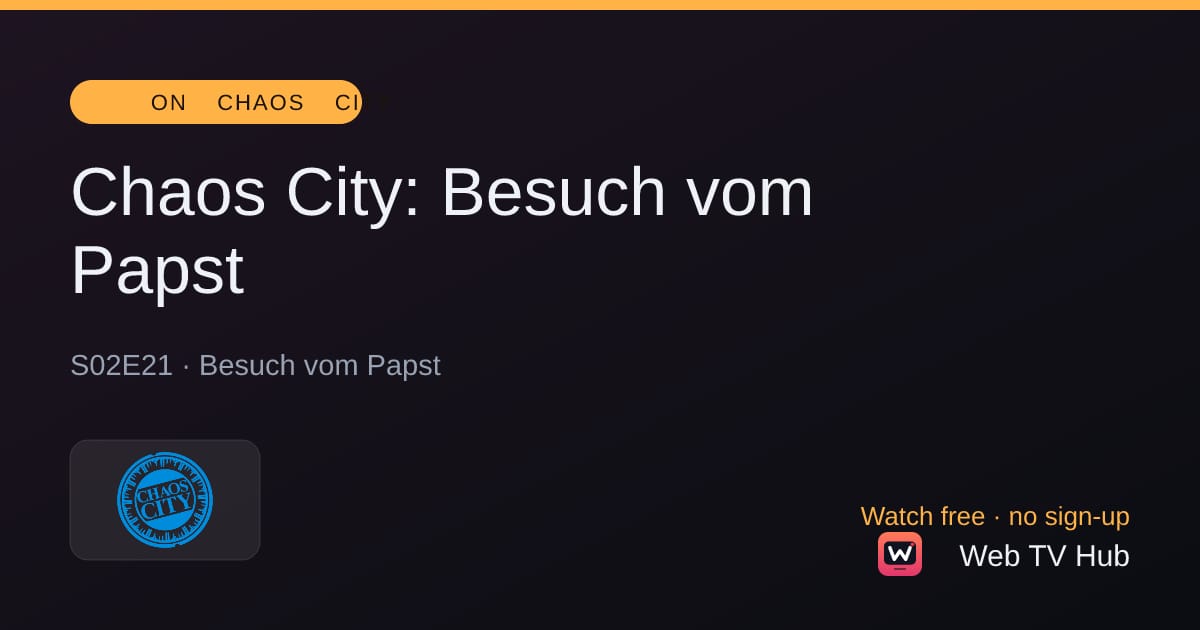 ON CHAOS CITY
Chaos City: Besuch vom
Papst
S02E21 · Besuch vom Papst
CHAOS
CITY
Watch free · no sign-up
W
Web TV Hub